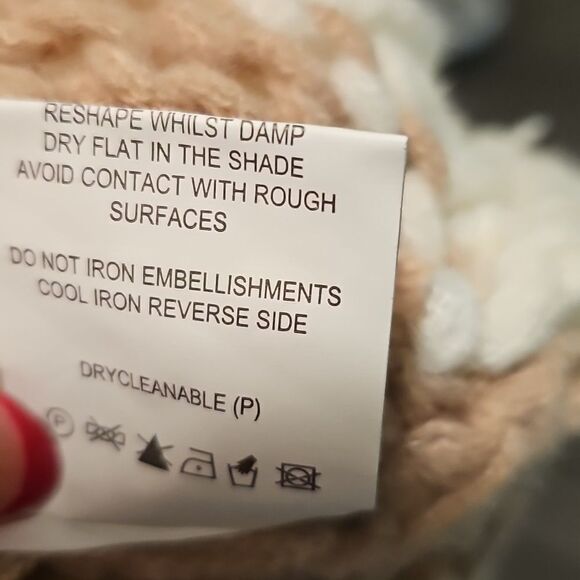 RESHAPE WHILST DAMP
DRY FLAT IN THE SHADE
AVOID CONTACT WITH ROUGH
SURFACES
DO NOT IRON EMBELLISHMENTS
COOL IRON REVERSE SIDE
DRYCLEANABLE (P)
P